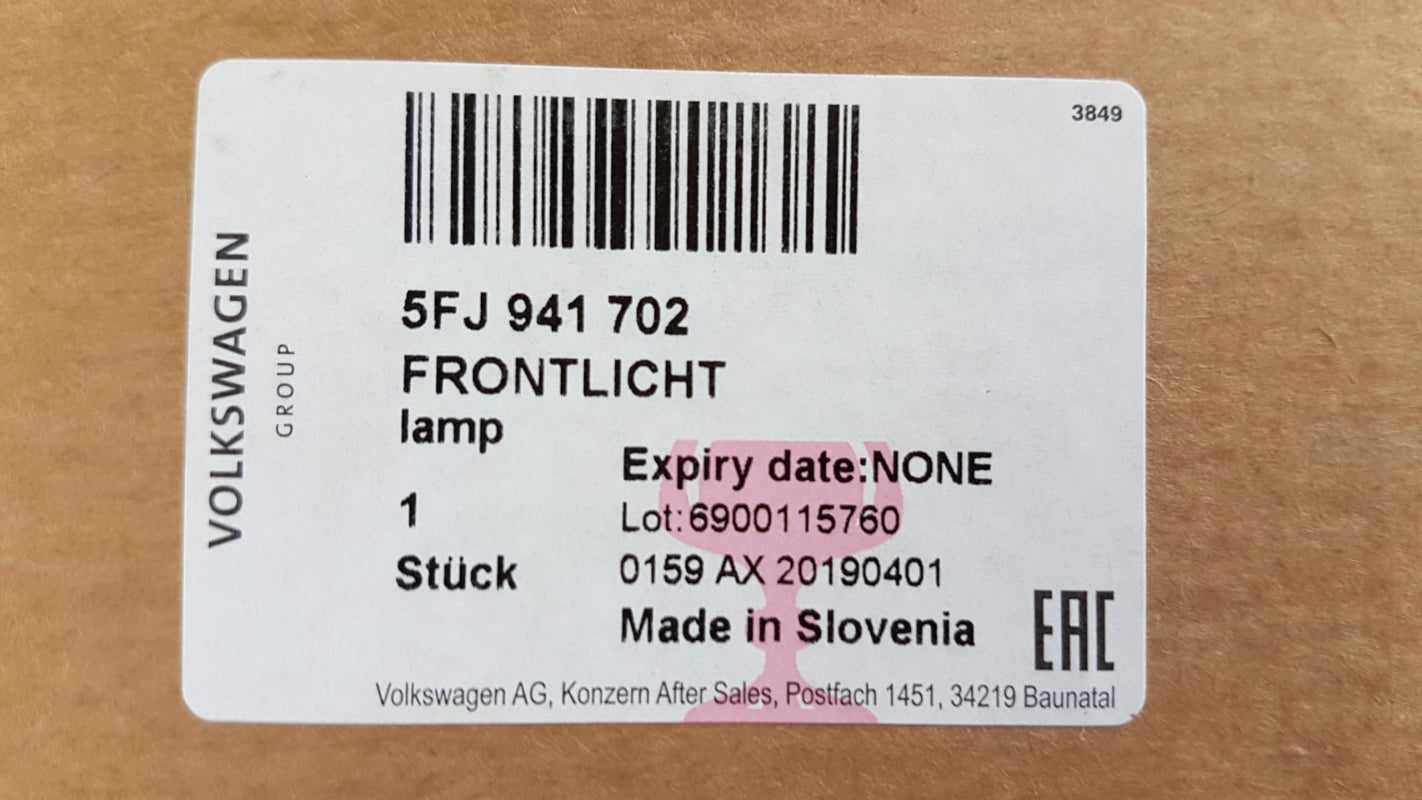 3849
VOLKSWAGEN
GROUP
5FJ 941 702
FRONTLICHT
lamp
Expiry date:NONE
1
Lot:6900115760
Stück
0159 AX 20190401
Made in Slovenia
EAC
Volkswagen AG, Konzern After Sales, Postfach 1451, 34219 Baunatal